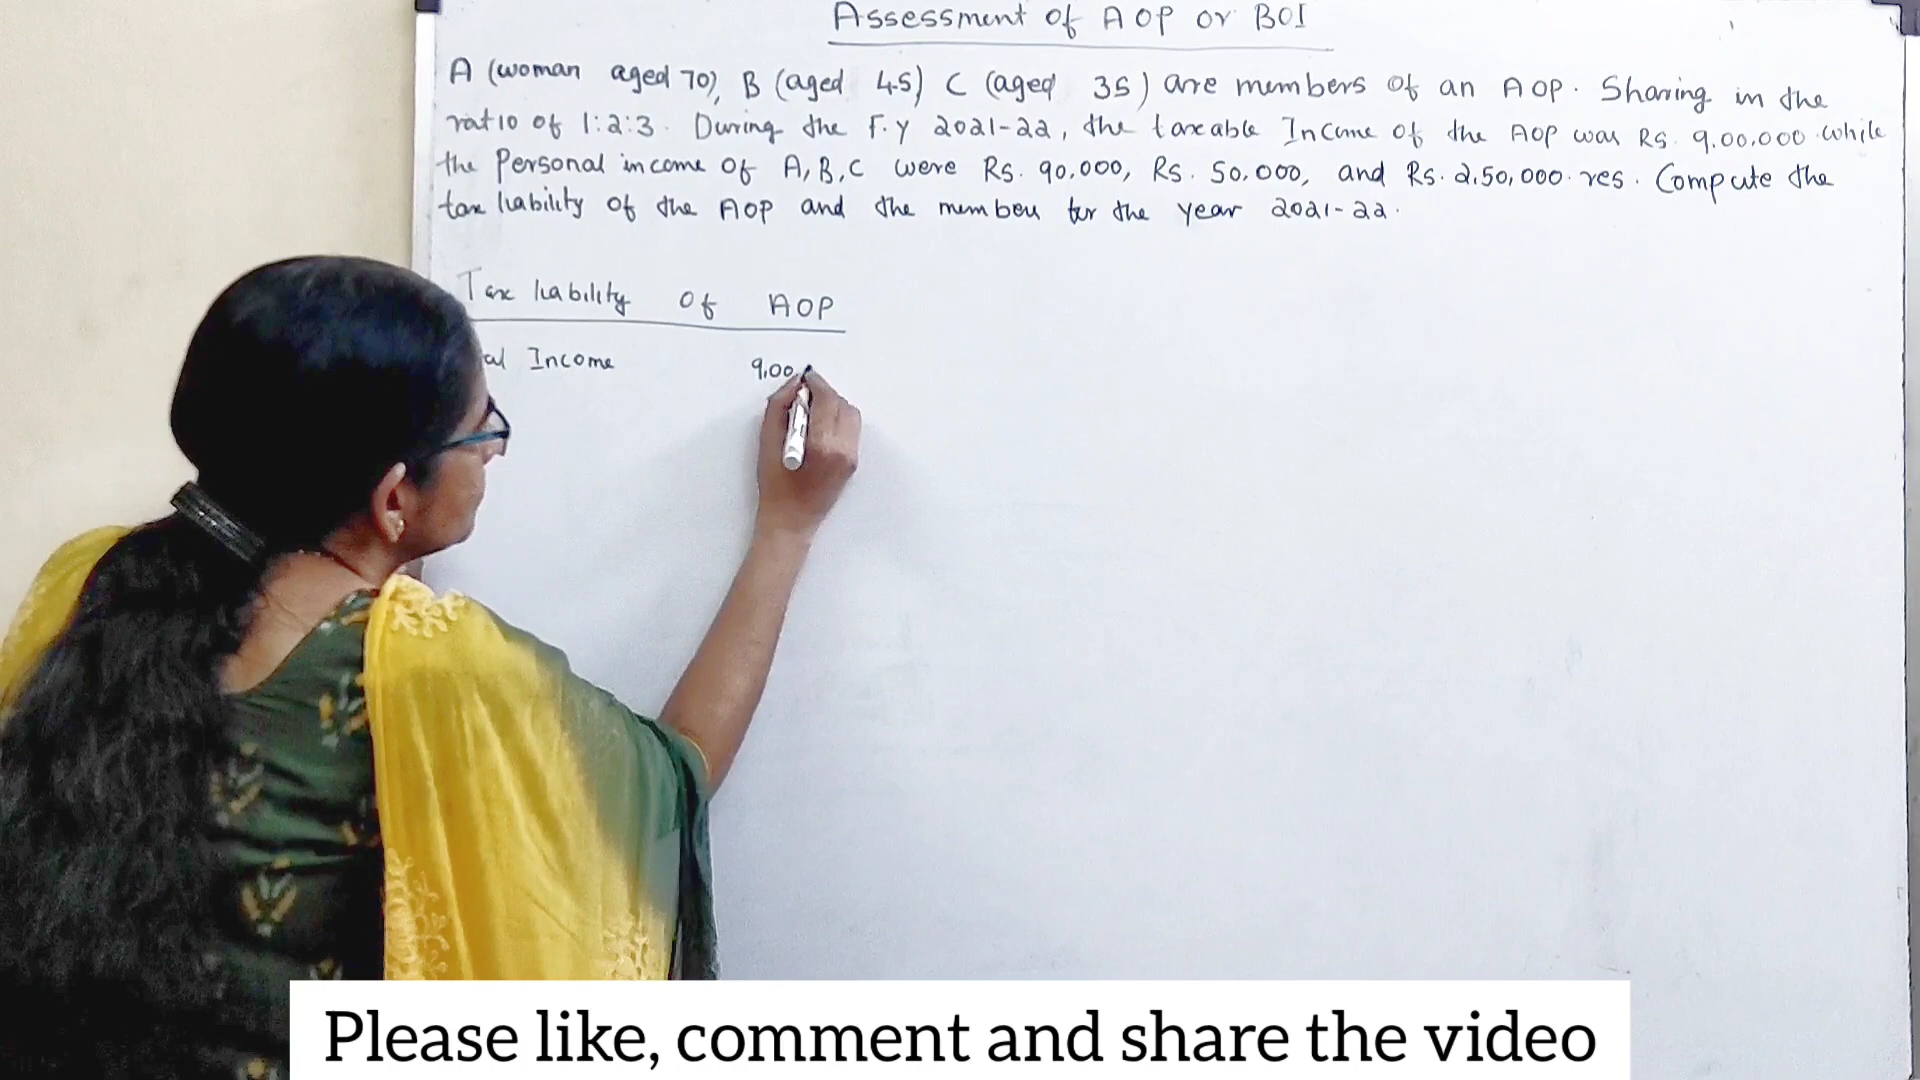 Assessment of AOP or BOI
A (woman aged 70), B (aged 45) C (aged 35) are members of an AOP. Sharing in the
ratio of 1:2:3. During the F.Y 2021-22, the taxable Income of the AOP was Rs. 9,00,000 while
the Personal income of A, B, C were Rs. 90,000, Rs. 50,000, and Rs. 2,50,000. res. Compute the
tax liability of the AOP and the member for the year 2021-22.
Tax liability of AOP
al Income 9,00,
Please like, comment and share the video